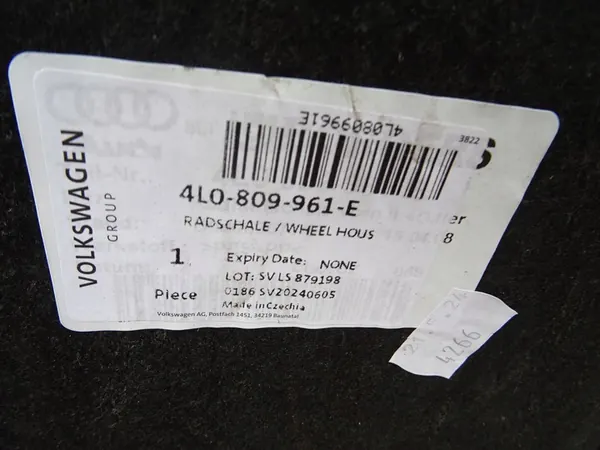 VOLKSWAGEN
GROUP
4L0809961E
3822
4L0-809-961-E
RADSCHALE / WHEEL HOUS
8
1
Piece
Expiry Date: NONE
LOT: SV LS 879198
0186 SV20240605
Made in Czechia
Volkswagen AG, Postfach 1451, 34219 Baunatal
4266